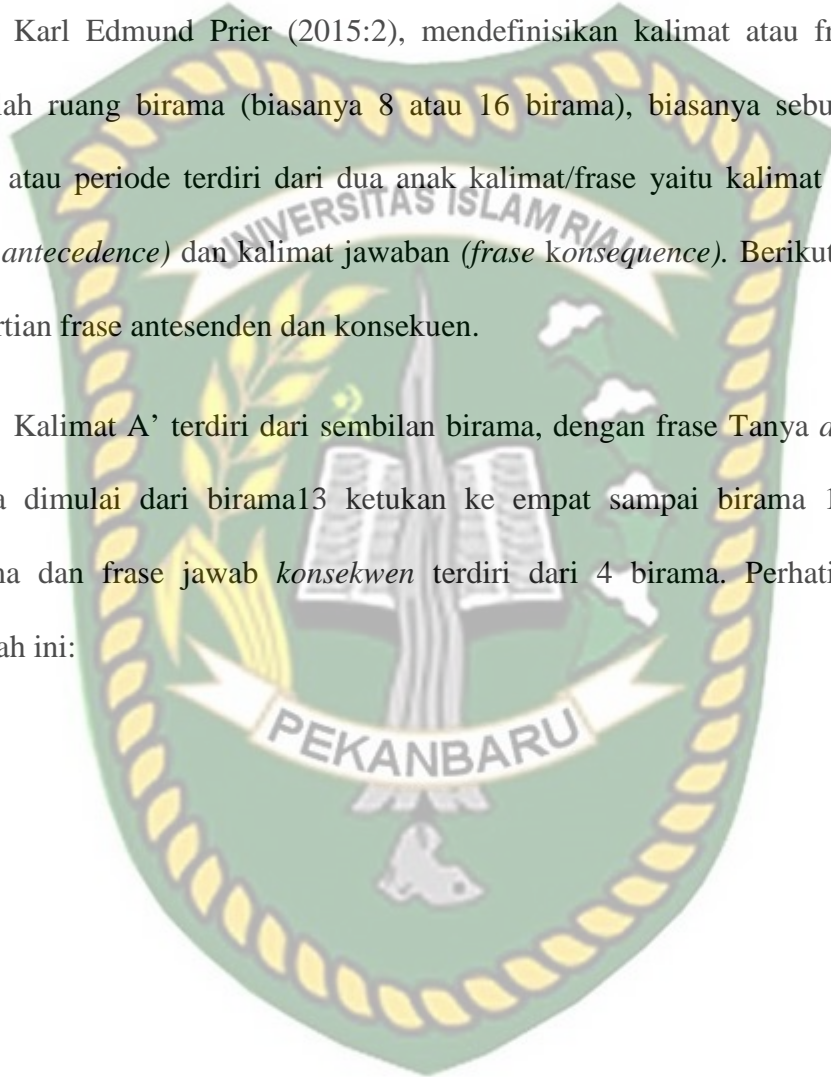 Karl Edmund Prier (2015:2), mendefinisikan kalimat atau fr
lah ruang birama (biasanya 8 atau 16 birama), biasanya sebu
atau periode terdiri dari dua anak kalimat/frase yaitu kalimat
antecedence) dan kalimat jawaban (frase konsequence). Berikut
rtian frase antesenden dan konsekuen.
Kalimat A’ terdiri dari sembilan birama, dengan frase Tanya a
a dimulai dari birama13 ketukan ke empat sampai birama 1
na dan frase jawab konsekwen terdiri dari 4 birama. Perhati
ah ini:
UNIVERSITAS ISLAM RIAU
PEKANBARU